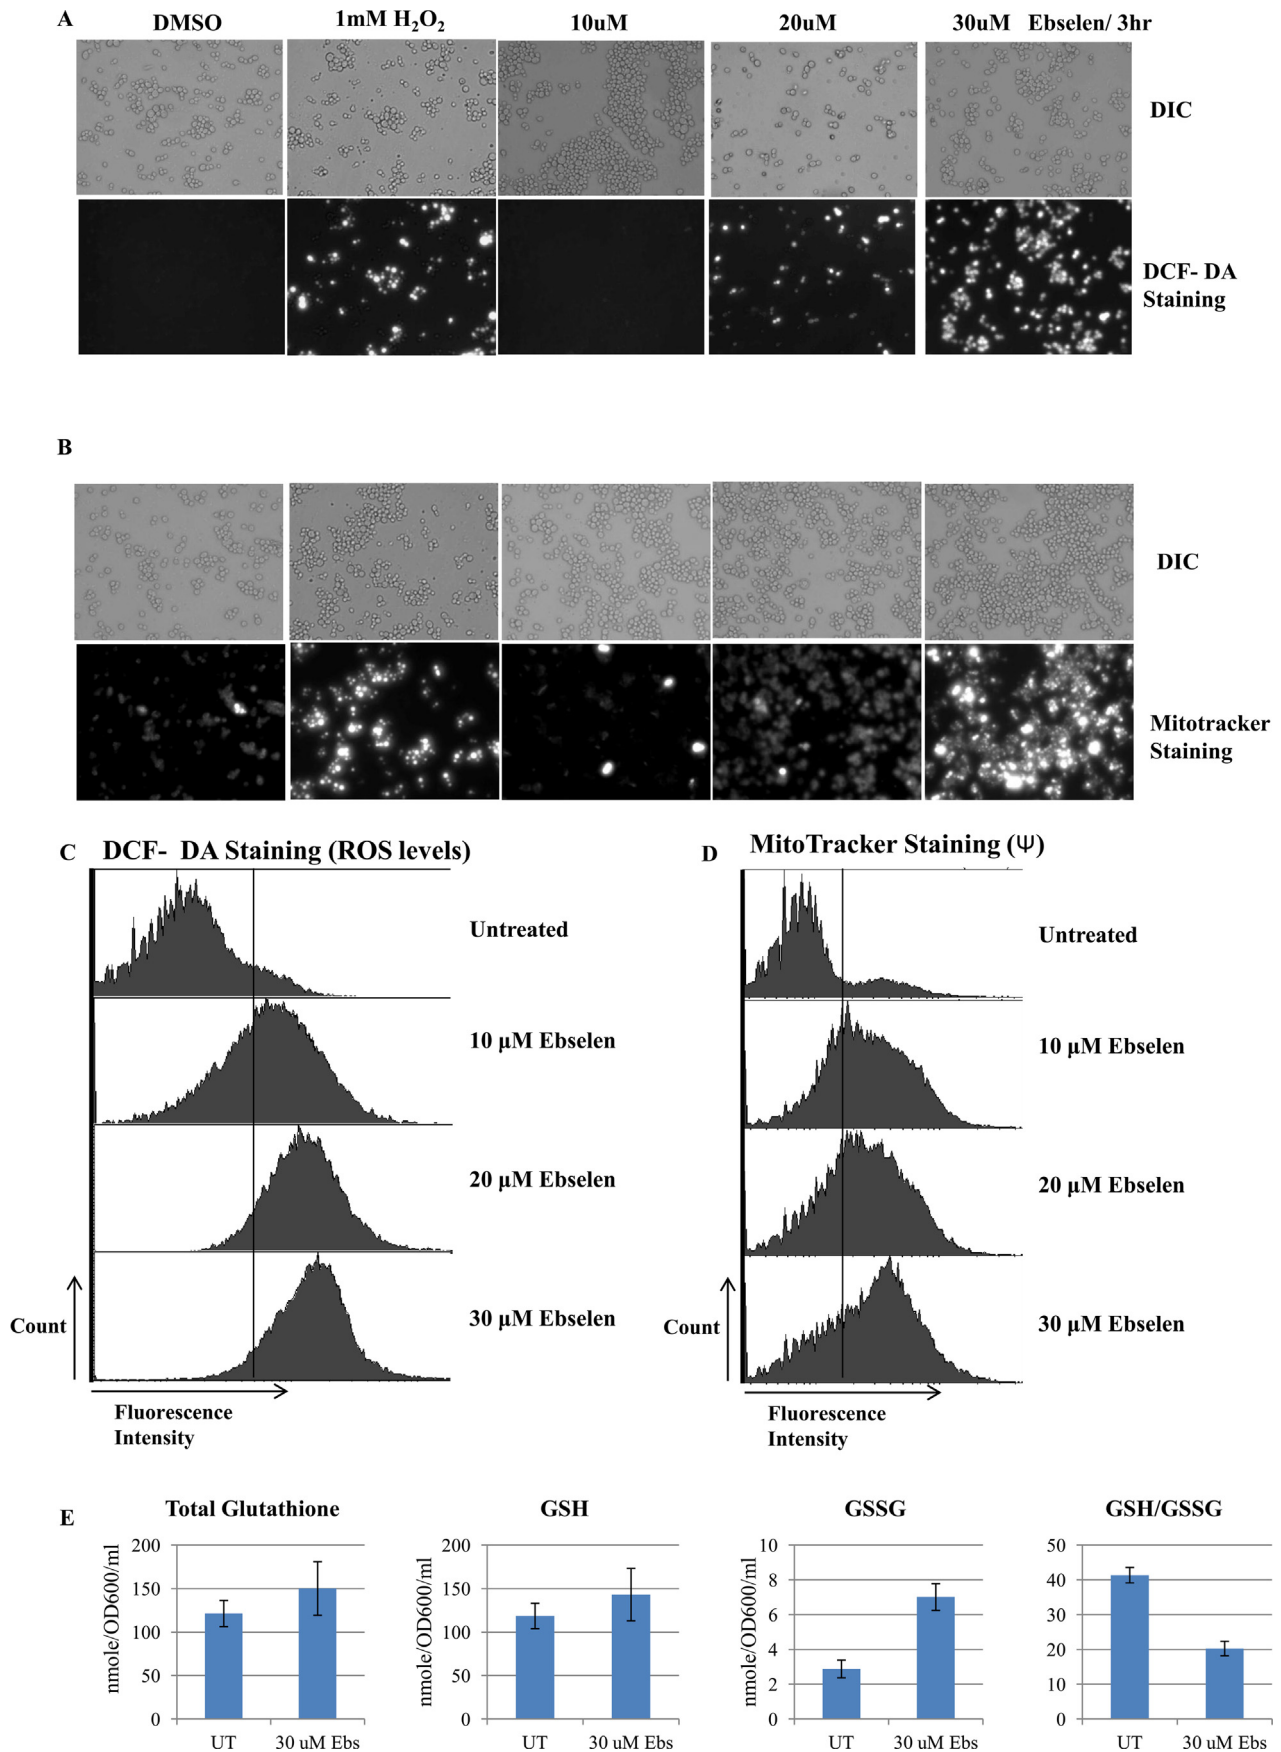 A
DMSO
1mM H₂O₂
10uM
20uM
30uM Ebselen/ 3hr
DIC
DCF- DA
Staining
B
DIC
Mitotracker
Staining
C
DCF- DA Staining (ROS levels)
Untreated
10 μM Ebselen
20 μM Ebselen
30 μM Ebselen
Count
Fluorescence
Intensity
D
MitoTracker Staining (Ψ)
Untreated
10 μM Ebselen
20 μM Ebselen
30 μM Ebselen
Count
Fluorescence
Intensity
E
Total Glutathione
nmole/OD600/ml
200
150
100
50
0
UT
30 uM Ebs
GSH
nmole/OD600/ml
200
150
100
50
0
UT
30 uM Ebs
GSSG
nmole/OD600/ml
10
8
6
4
2
0
UT
30 uM Ebs
GSH/GSSG
50
40
30
20
10
0
UT
30 uM Ebs